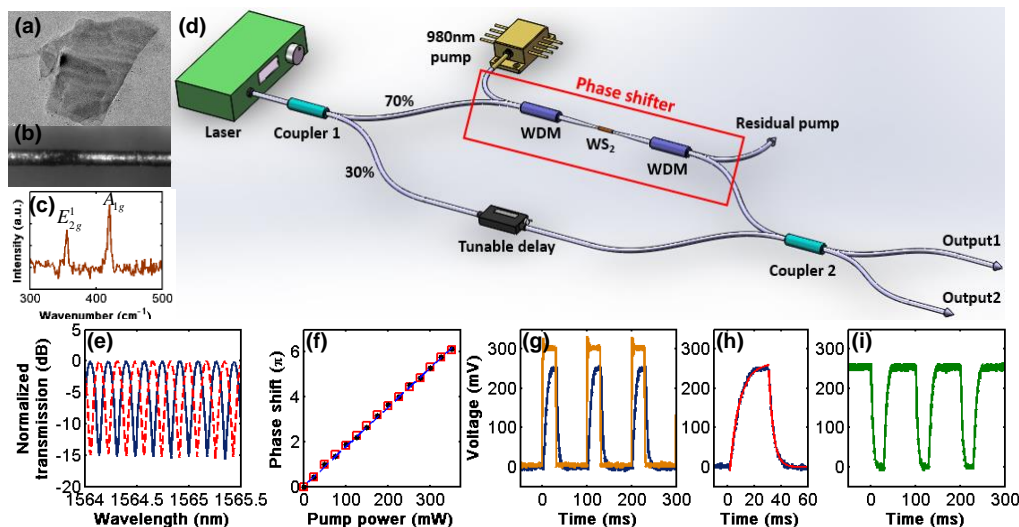 (a)
(b)
(c)
E¹₂g
A₁g
Intensity (a.u.)
300 400 500
Wavenumber (cm⁻¹)
(d)
980nm
pump
Laser
Coupler 1
70%
30%
Phase shifter
WDM
WS₂
WDM
Residual pump
Tunable delay
Coupler 2
Output1
Output2
(e)
Normalized
transmission (dB)
0
-5
-10
-15
-20
1564 1564.5 1565 1565.5
Wavelength (nm)
(f)
Phase shift (π)
6
4
2
0
0 100 200 300
Pump power (mW)
(g)
Voltage (mV)
300
200
100
0
0 100 200 300
Time (ms)
(h)
300
200
100
0
0 20 40 60
Time (ms)
(i)
300
200
100
0
0 100 200 300
Time (ms)